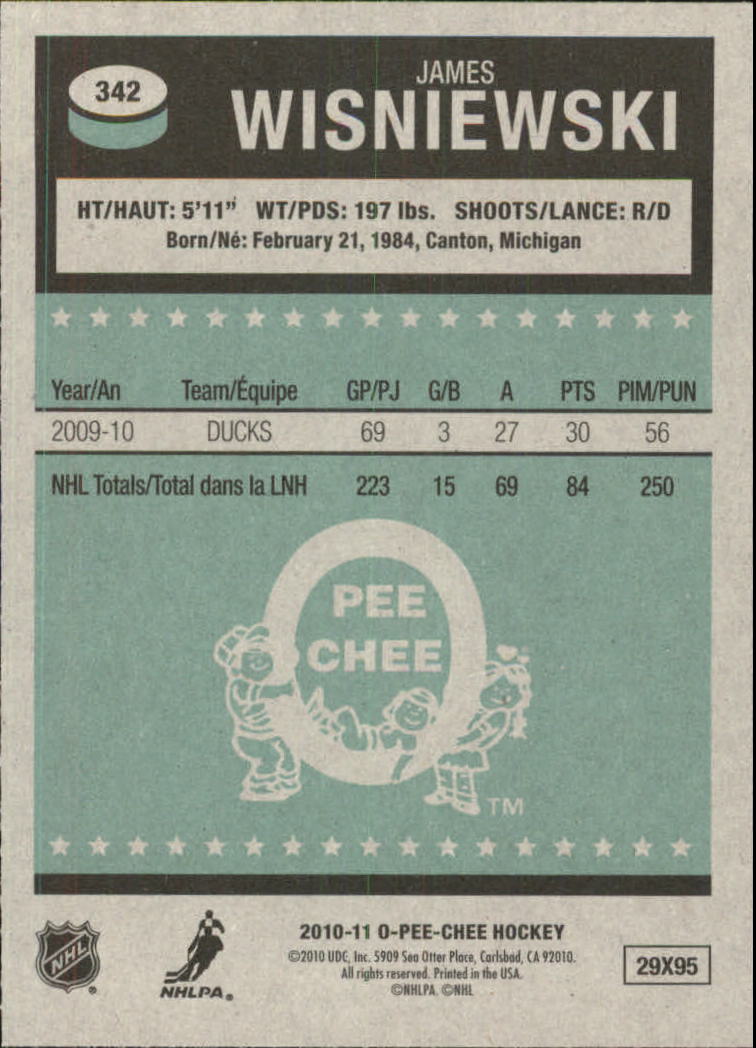 342
JAMES
WISNIEWSKI
HT/HAUT: 5'11" WT/PDS: 197 lbs. SHOOTS/LANCE: R/D
Born/Né: February 21, 1984, Canton, Michigan
Year/An Team/Équipe GP/PJ G/B A PTS PIM/PUN
2009-10 DUCKS 69 3 27 30 56
NHL Totals/Total dans la LNH 223 15 69 84 250
PEE
CHEE
TM
2010-11 O-PEE-CHEE HOCKEY
©2010 UDC, Inc. 5909 Sea Otter Place, Carlsbad, CA 92010.
All rights reserved. Printed in the USA.
©NHLPA. ©NHL
NHL ®
NHLPA®
29X95